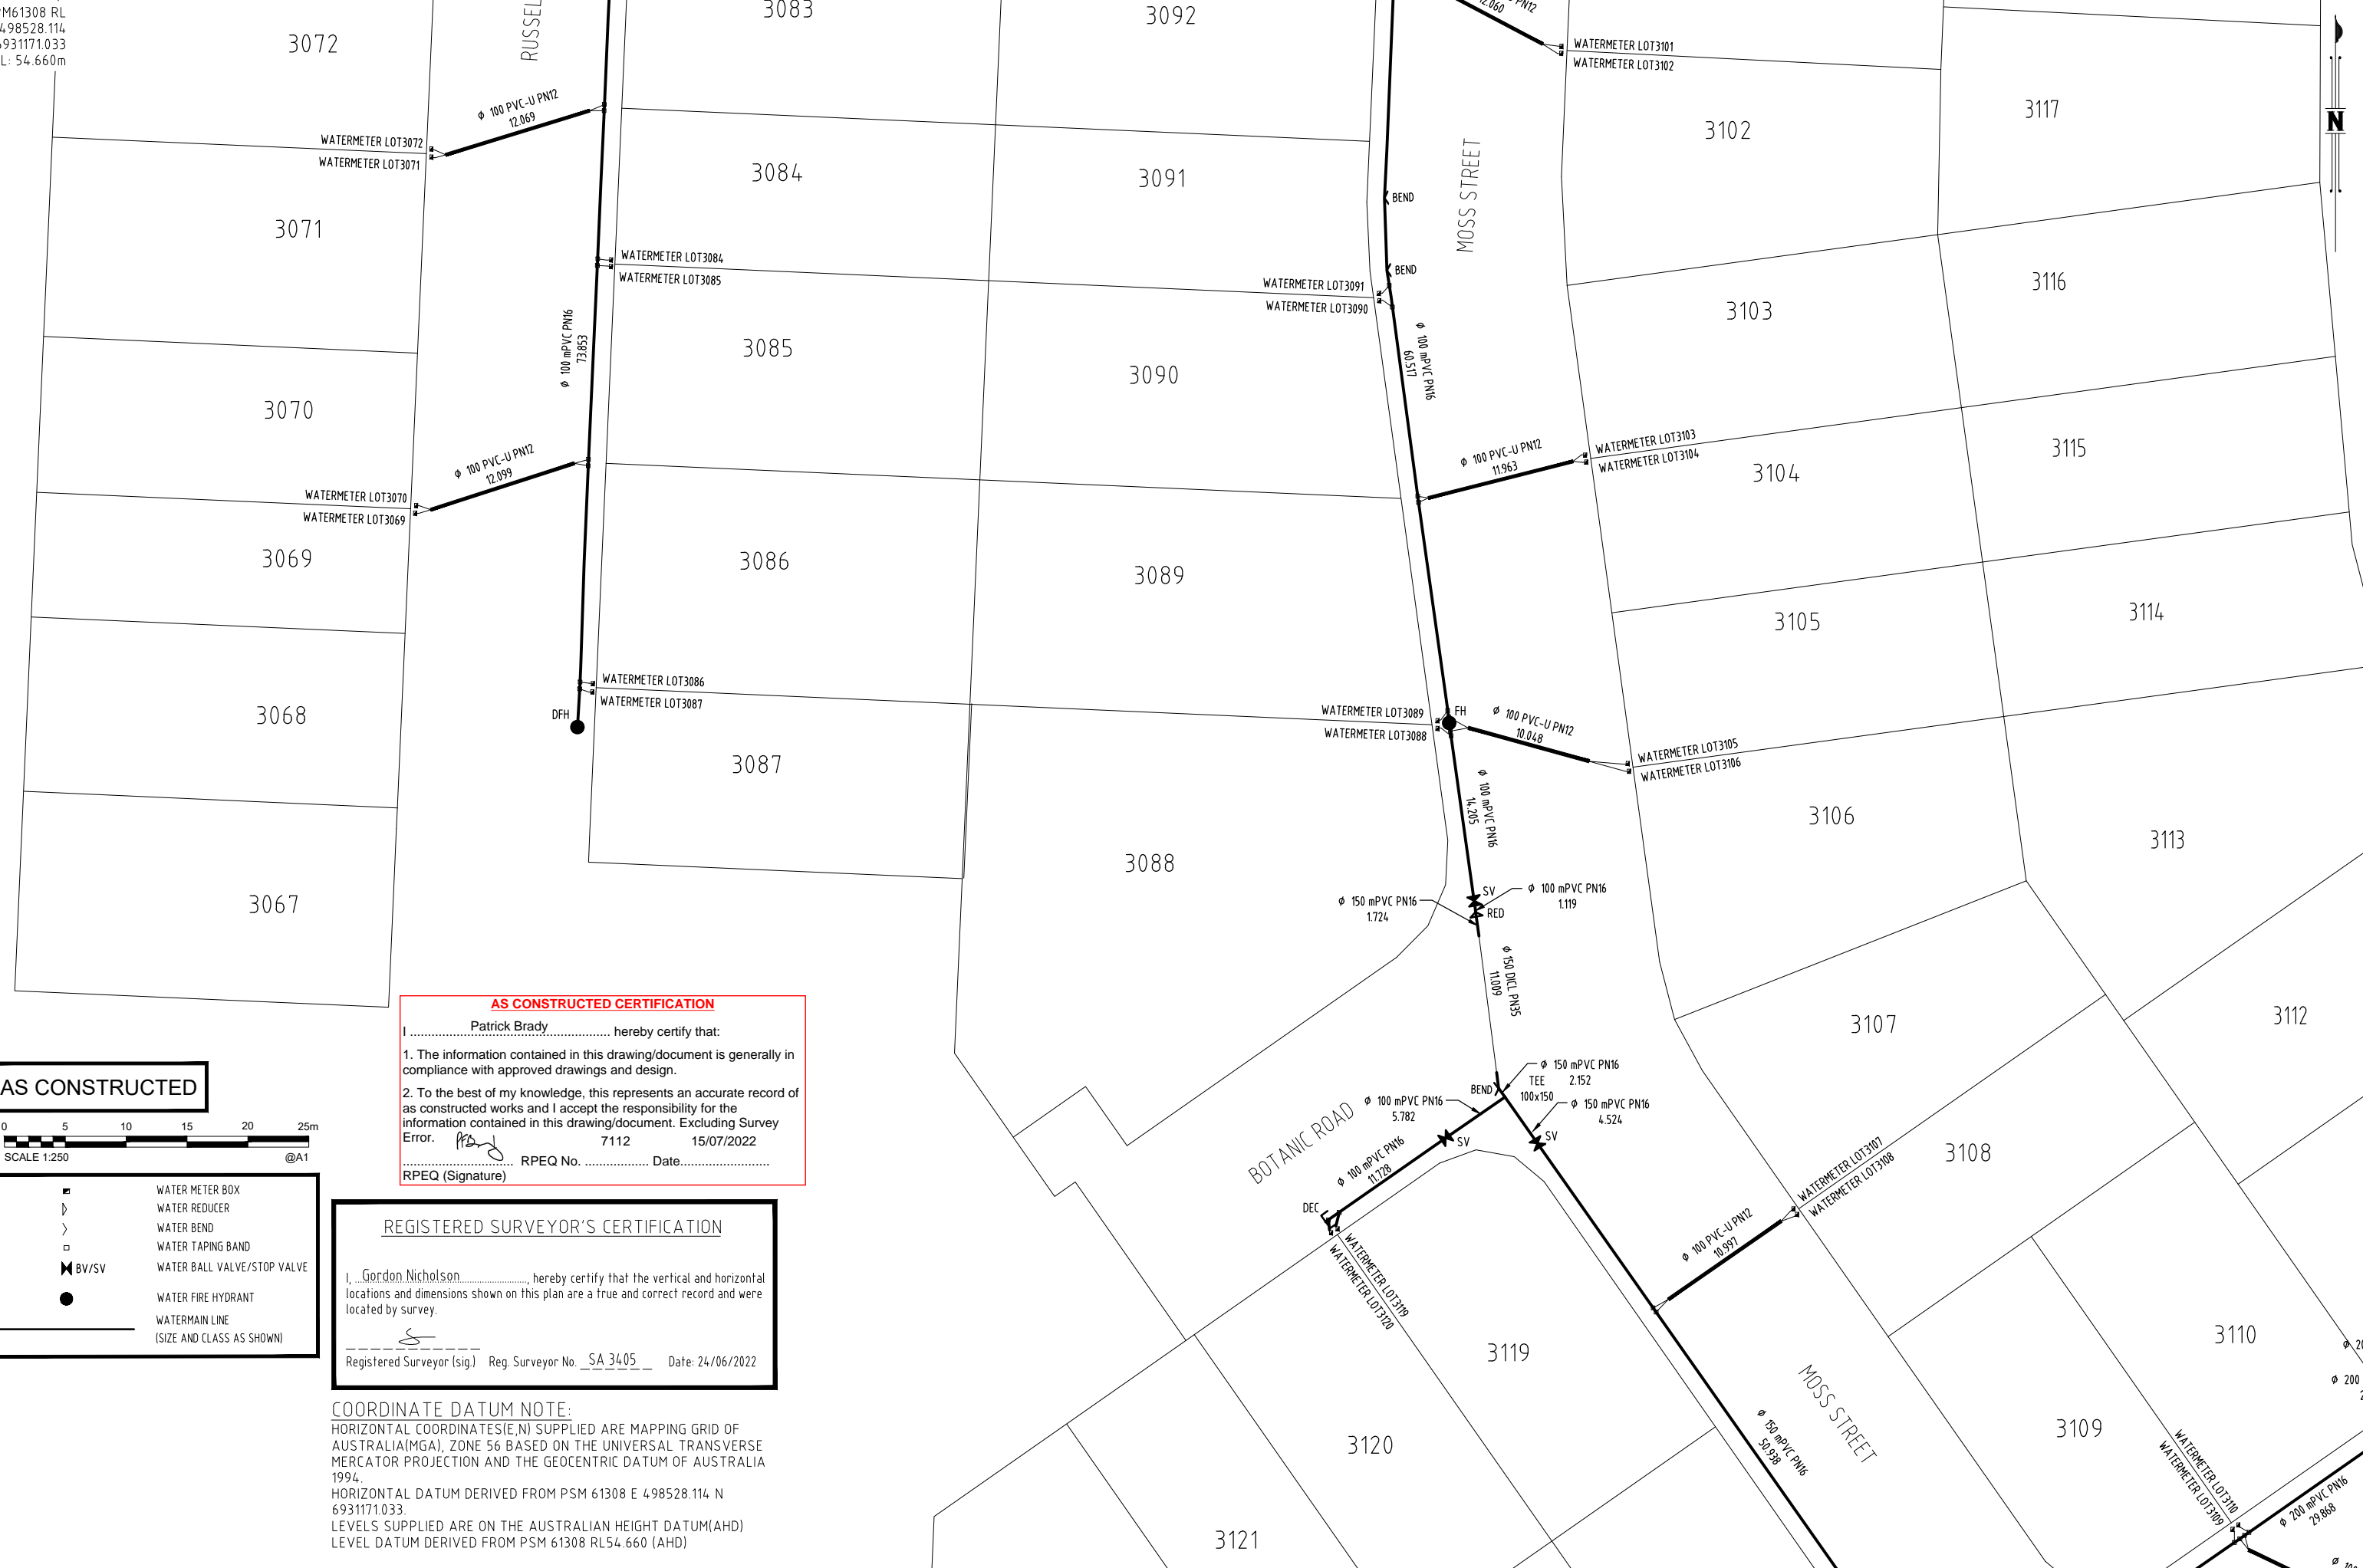 PM61308 RL
498528.114
6931171.033
L: 54.660m
3072
RUSSEL
3083
3092
12.060
PN12
WATERMETER LOT3101
WATERMETER LOT3102
3102
3117
N
Φ 100 PVC-U PN12
12.069
WATERMETER LOT3072
WATERMETER LOT3071
3071
3084
3091
BEND
MOSS STREET
BEND
WATERMETER LOT3084
WATERMETER LOT3085
WATERMETER LOT3091
WATERMETER LOT3090
3103
3116
Φ 100 mPVC PN16
73.853
3085
3090
Φ 100 mPVC PN16
60.517
3070
Φ 100 PVC-U PN12
12.099
WATERMETER LOT3070
WATERMETER LOT3069
Φ 100 PVC-U PN12
11.963
WATERMETER LOT3103
WATERMETER LOT3104
3104
3115
3069
3086
3089
3105
3114
3068
DFH
WATERMETER LOT3086
WATERMETER LOT3087
WATERMETER LOT3089
WATERMETER LOT3088
FH
Φ 100 PVC-U PN12
10.048
WATERMETER LOT3105
WATERMETER LOT3106
3087
Φ 100 mPVC PN16
14.205
3106
3113
3088
3067
Φ 150 mPVC PN16
1.724
SV
RED
Φ 100 mPVC PN16
1.119
Φ 150 DICL PN35
11.009
3107
3112
AS CONSTRUCTED CERTIFICATION
I Patrick Brady hereby certify that:
1. The information contained in this drawing/document is generally in
compliance with approved drawings and design.
2. To the best of my knowledge, this represents an accurate record of
as constructed works and I accept the responsibility for the
information contained in this drawing/document. Excluding Survey
Error.
7112 15/07/2022
RPEQ No. .................. Date.........................
RPEQ (Signature)
AS CONSTRUCTED
0 5 10 15 20 25m
SCALE 1:250 @A1
WATER METER BOX
WATER REDUCER
WATER BEND
WATER TAPING BAND
BV/SV WATER BALL VALVE/STOP VALVE
WATER FIRE HYDRANT
WATERMAIN LINE
(SIZE AND CLASS AS SHOWN)
REGISTERED SURVEYOR'S CERTIFICATION
I, Gordon Nicholson, hereby certify that the vertical and horizontal
locations and dimensions shown on this plan are a true and correct record and were
located by survey.
Registered Surveyor (sig.) Reg. Surveyor No. SA 3405 Date: 24/06/2022
COORDINATE DATUM NOTE:
HORIZONTAL COORDINATES(E,N) SUPPLIED ARE MAPPING GRID OF
AUSTRALIA(MGA), ZONE 56 BASED ON THE UNIVERSAL TRANSVERSE
MERCATOR PROJECTION AND THE GEOCENTRIC DATUM OF AUSTRALIA
1994.
HORIZONTAL DATUM DERIVED FROM PSM 61308 E 498528.114 N
6931171.033.
LEVELS SUPPLIED ARE ON THE AUSTRALIAN HEIGHT DATUM(AHD)
LEVEL DATUM DERIVED FROM PSM 61308 RL54.660 (AHD)
BEND
Φ 150 mPVC PN16
2.152
TEE
100x150
Φ 100 mPVC PN16
5.782
Φ 150 mPVC PN16
4.524
BOTANIC ROAD
SV
SV
Φ 100 mPVC PN16
11.728
DEC
WATERMETER LOT3119
WATERMETER LOT3120
WATERMETER LOT3107
WATERMETER LOT3108
3108
Φ 100 PVC-U PN12
10.997
3119
3110
Φ 20
Φ 200
3120
MOSS STREET
Φ 150 mPVC PN16
50.938
3109
WATERMETER LOT3110
WATERMETER LOT3109
Φ 200 mPVC PN16
29.868
3121